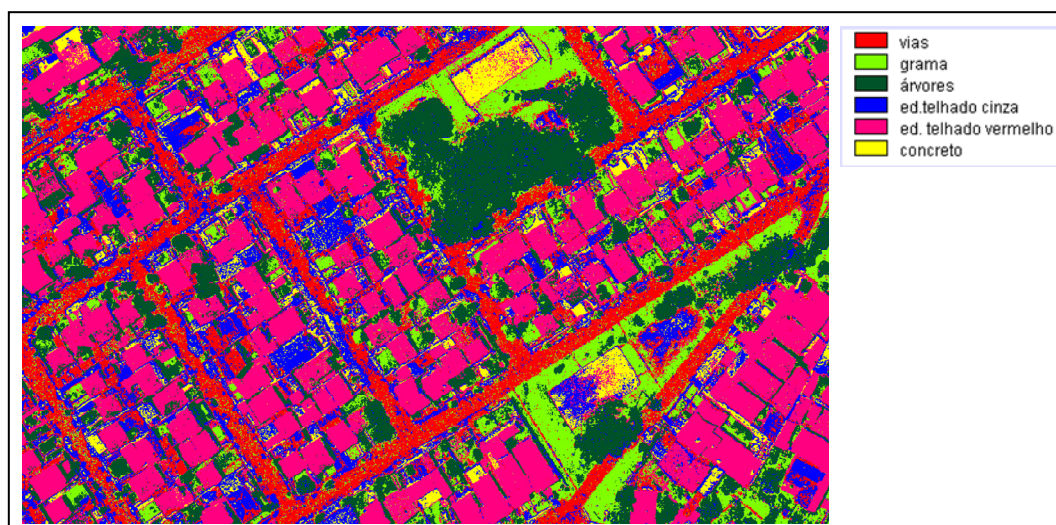 vias
grama
árvores
ed.telhado cinza
ed. telhado vermelho
concreto